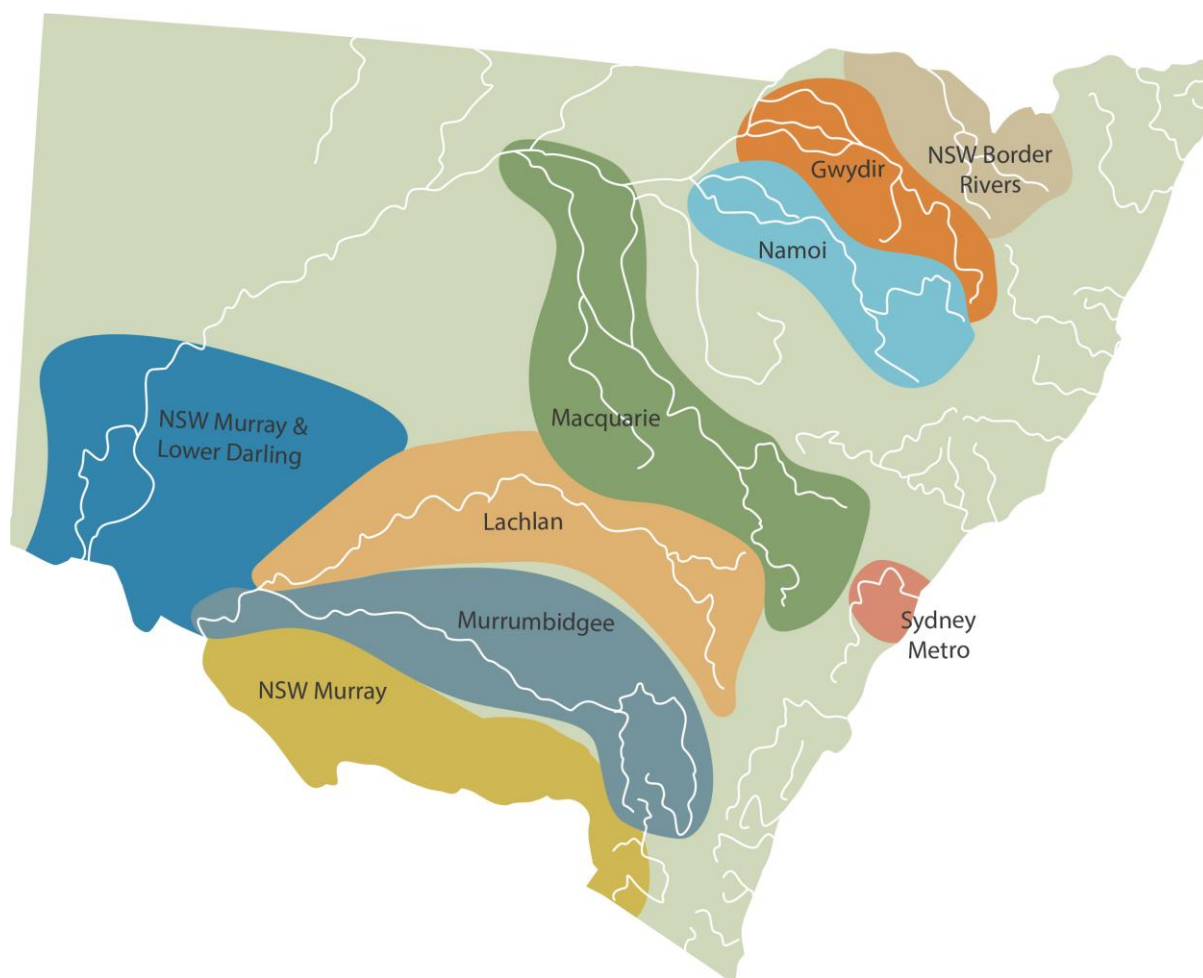 NSW Border
Rivers
Gwydir
Namoi
Macquarie
NSW Murray &
Lower Darling
Lachlan
Sydney
Metro
Murrumbidgee
NSW Murray